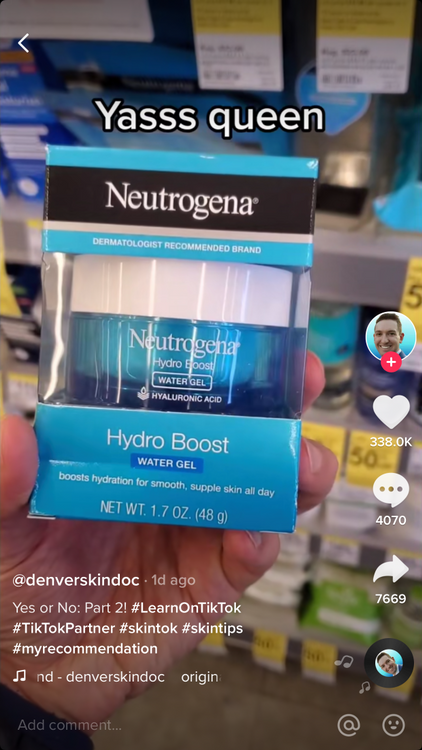 Yasss queen
Neutrogena®
DERMATOLOGIST RECOMMENDED BRAND
Neutrogena®
Hydro Boost
WATER GEL
HYALURONIC ACID
Hydro Boost
WATER GEL
boosts hydration for smooth, supple skin all day
NET WT. 1.7 OZ. (48 g)
338.0K
4070
7669
@denverskindoc · 1d ago
Yes or No: Part 2! #LearnOnTikTok
#TikTokPartner #skintok #skintips
#myrecommendation
nd - denverskindoc origin
Add comment...